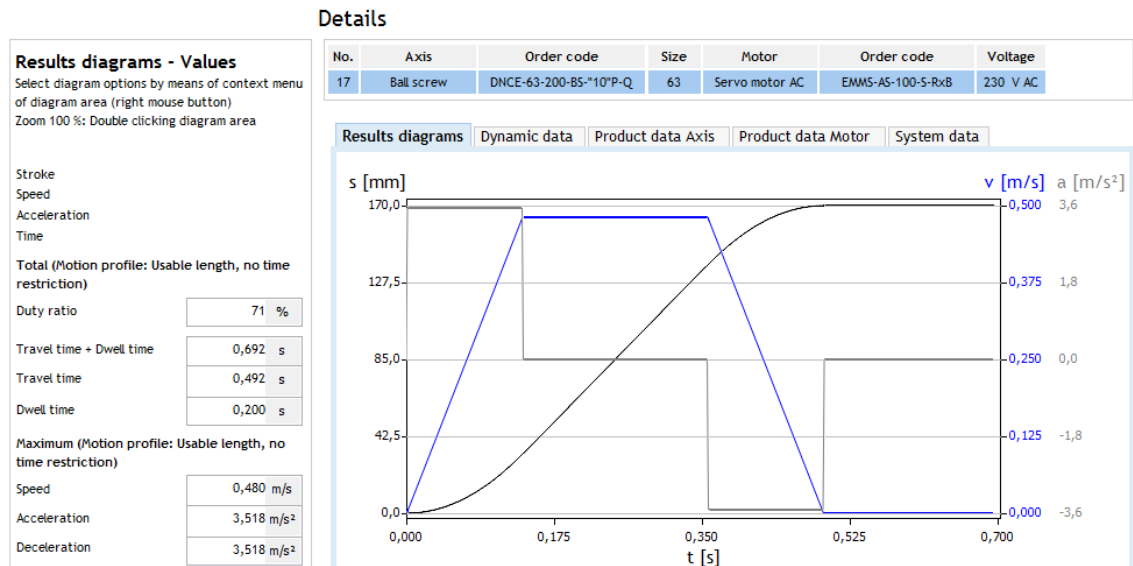 Details
Results diagrams - Values
Select diagram options by means of context menu
of diagram area (right mouse button)
Zoom 100 %: Double clicking diagram area
Stroke
Speed
Acceleration
Time
Total (Motion profile: Usable length, no time
restriction)
Duty ratio 71 %
Travel time + Dwell time 0,692 s
Travel time 0,492 s
Dwell time 0,200 s
Maximum (Motion profile: Usable length, no
time restriction)
Speed 0,480 m/s
Acceleration 3,518 m/s²
Deceleration 3,518 m/s²
No. Axis Order code Size Motor Order code Voltage
17 Ball screw DNCE-63-200-BS-"10"P-Q 63 Servo motor AC EMMS-AS-100-S-RxB 230 V AC
Results diagrams Dynamic data Product data Axis Product data Motor System data
s [mm] v [m/s] a [m/s²]
170,0 0,500 3,6
127,5 0,375 1,8
85,0 0,250 0,0
42,5 0,125 -1,8
0,0 0,000 -3,6
0,000 0,175 0,350 0,525 0,700
t [s]